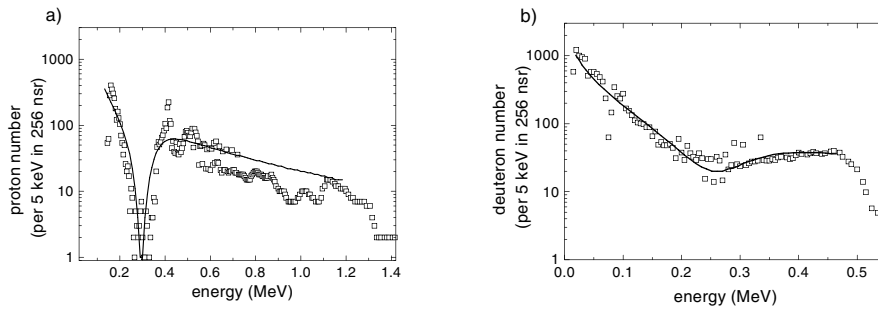 a)
proton number
(per 5 keV in 256 nsr)
1000
100
10
1
0.2 0.4 0.6 0.8 1.0 1.2 1.4
energy (MeV)
b)
deuteron number
(per 5 keV in 256 nsr)
1000
100
10
1
0.0 0.1 0.2 0.3 0.4 0.5
energy (MeV)